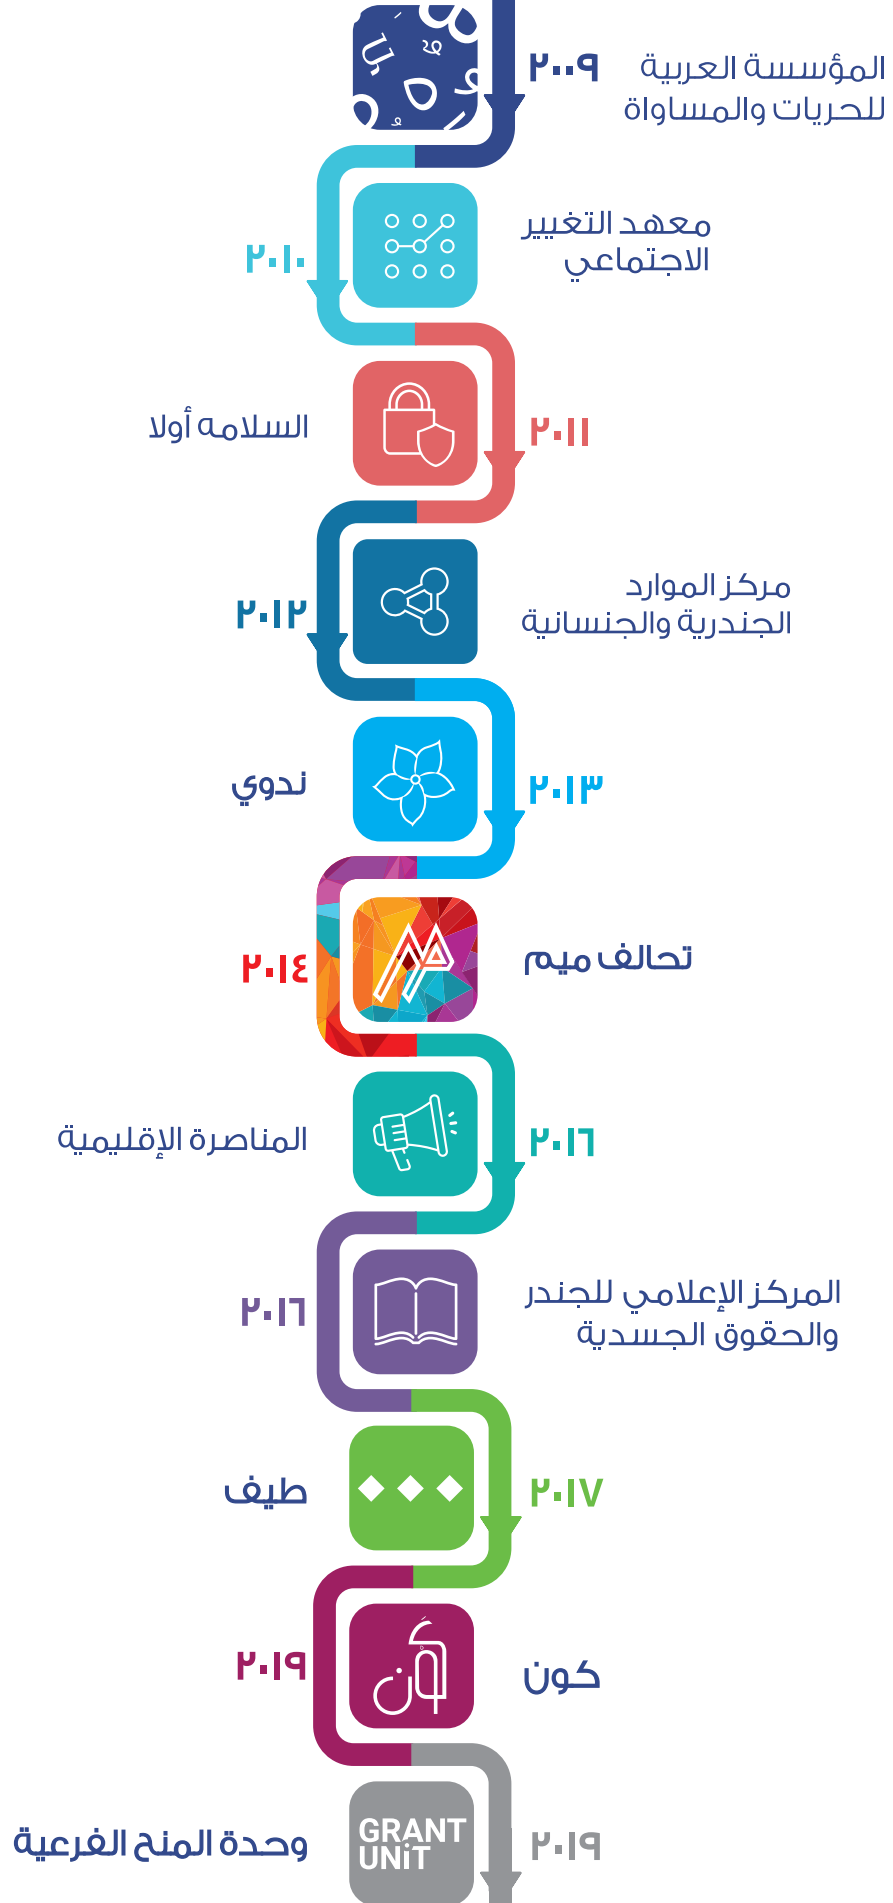 المؤسسة العربية
للحريات والمساواة
٢٠٠٩
معهد التغيير
الاجتماعي
٢٠١٠
السلامه أولا
٢٠١١
مركز الموارد
الجندرية والجنسانية
٢٠١٢
ندوي
٢٠١٣
تحالف ميم
٢٠١٤
المناصرة الإقليمية
٢٠١٦
المركز الإعلامي للجندر
والحقوق الجسدية
٢٠١٦
طيف
٢٠١٧
كون
كون
٢٠١٩
وحدة المنح الفرعية
GRANT
UNiT
٢٠١٩